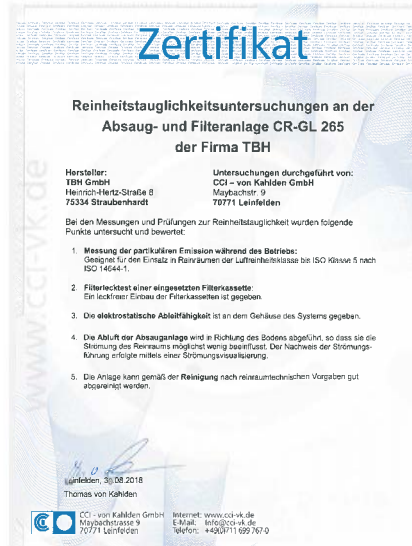 Zertifikat
Reinheitstauglichkeitsuntersuchungen an der
Absaug- und Filteranlage CR-GL 265
der Firma TBH
Hersteller:
TBH GmbH
Heinrich-Hertz-Straße 8
75334 Straubenhardt
Untersuchungen durchgeführt von:
CCI – von Kahlden GmbH
Maybachstr. 9
70771 Leinfelden
Bei den Messungen und Prüfungen zur Reinheitstauglichkeit wurden folgende
Punkte untersucht und bewertet:
1. Messung der partikulären Emission während des Betriebs:
Geeignet für den Einsatz in Reinräumen der Luftreinheitsklasse bis ISO Klasse 5 nach
ISO 14644-1.
2. Filterlecktest einer eingesetzten Filterkassette:
Ein leckfreier Einbau der Filterkassetten ist gegeben.
3. Die elektrostatische Ableitfähigkeit ist an dem Gehäuse des Systems gegeben.
4. Die Abluft der Absauganlage wird in Richtung des Bodens abgeführt, so dass sie die
Strömung des Reinraums möglichst wenig beeinflusst. Der Nachweis der Strömungs-
führung erfolgte mittels einer Strömungsvisualisierung.
5. Die Anlage kann gemäß der Reinigung nach reinraumtechnischen Vorgaben gut
abgereinigt werden.
www.cci-vk.de
Leinfelden, .08.2018
Thomas von Kahlden
CCI - von Kahlden GmbH
Maybachstrasse 9
70771 Leinfelden
Internet: www.cci-vk.de
E-Mail: info@cci-vk.de
Telefon: +49(0)711 699 767-0